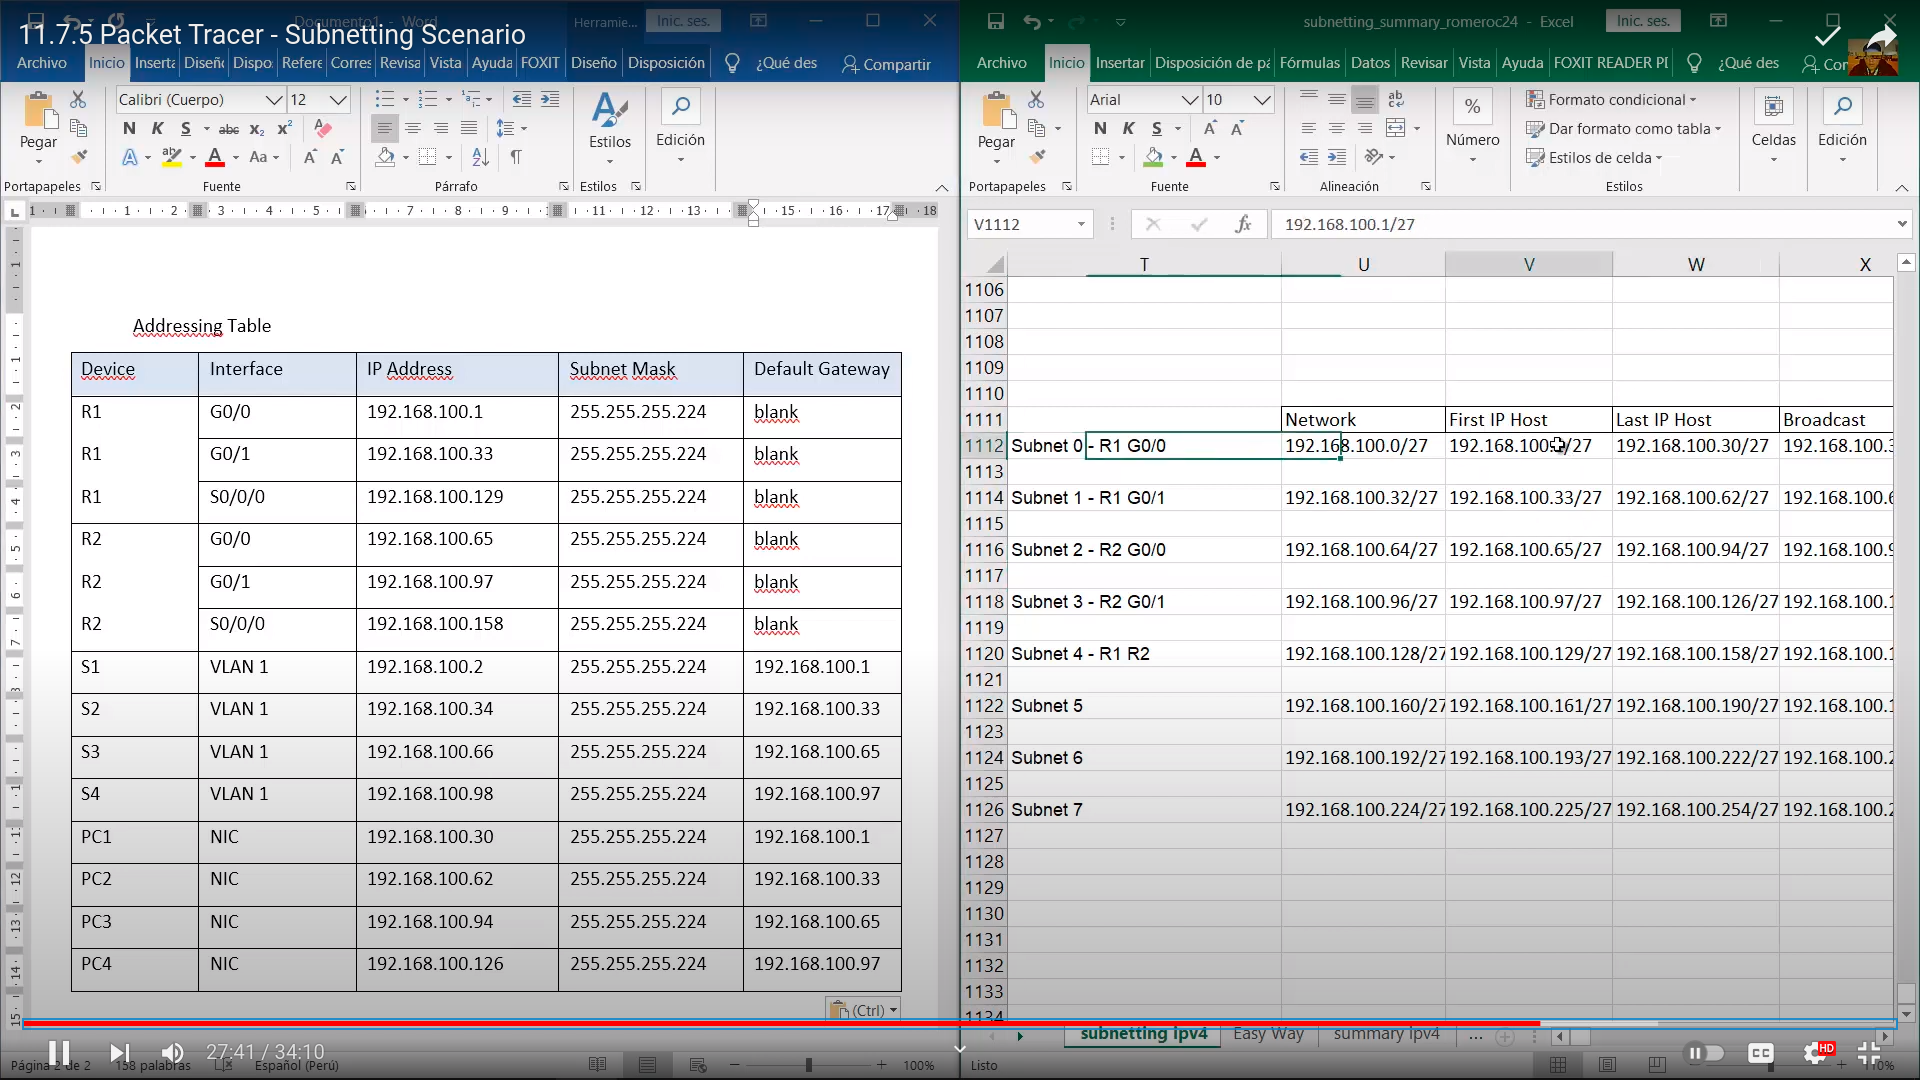 11.7.5 Packet Tracer - Subnetting Scenario
Documento1 - Word
Herramie...
Inic. ses.
Archivo
Inicio
Inserta
Diseño
Dispo
Refere
Corres
Revisa
Vista
Ayuda
FOXIT
Diseño
Disposición
¿Qué des
Compartir
Pegar
Calibri (Cuerpo)
12
N K S abc x₂ x²
Aa
Estilos
Edición
Portapapeles
Fuente
Párrafo
Estilos
Addressing Table
Device Interface IP Address Subnet Mask Default Gateway
R1 G0/0 192.168.100.1 255.255.255.224 blank
R1 G0/1 192.168.100.33 255.255.255.224 blank
R1 S0/0/0 192.168.100.129 255.255.255.224 blank
R2 G0/0 192.168.100.65 255.255.255.224 blank
R2 G0/1 192.168.100.97 255.255.255.224 blank
R2 S0/0/0 192.168.100.158 255.255.255.224 blank
S1 VLAN 1 192.168.100.2 255.255.255.224 192.168.100.1
S2 VLAN 1 192.168.100.34 255.255.255.224 192.168.100.33
S3 VLAN 1 192.168.100.66 255.255.255.224 192.168.100.65
S4 VLAN 1 192.168.100.98 255.255.255.224 192.168.100.97
PC1 NIC 192.168.100.30 255.255.255.224 192.168.100.1
PC2 NIC 192.168.100.62 255.255.255.224 192.168.100.33
PC3 NIC 192.168.100.94 255.255.255.224 192.168.100.65
PC4 NIC 192.168.100.126 255.255.255.224 192.168.100.97
(Ctrl)
27:41 / 34:10
Página 2 de 2
158 palabras
Español (Perú)
100%
subnetting_summary_romeroc24 - Excel
Inic. ses.
Archivo
Inicio
Insertar
Disposición de pá
Fórmulas
Datos
Revisar
Vista
Ayuda
FOXIT READER PI
¿Qué des
Cor
Pegar
Arial
10
N K S
%
Número
Formato condicional
Dar formato como tabla
Estilos de celda
Celdas
Edición
Portapapeles
Fuente
Alineación
Estilos
V1112
fx
192.168.100.1/27
T U V W X
1106
1107
1108
1109
1110
1111 Network First IP Host Last IP Host Broadcast
1112 Subnet 0 - R1 G0/0 192.168.100.0/27 192.168.100. /27 192.168.100.30/27 192.168.100.3
1113
1114 Subnet 1 - R1 G0/1 192.168.100.32/27 192.168.100.33/27 192.168.100.62/27 192.168.100.6
1115
1116 Subnet 2 - R2 G0/0 192.168.100.64/27 192.168.100.65/27 192.168.100.94/27 192.168.100.9
1117
1118 Subnet 3 - R2 G0/1 192.168.100.96/27 192.168.100.97/27 192.168.100.126/27 192.168.100.1
1119
1120 Subnet 4 - R1 R2 192.168.100.128/27 192.168.100.129/27 192.168.100.158/27 192.168.100.1
1121
1122 Subnet 5 192.168.100.160/27 192.168.100.161/27 192.168.100.190/27 192.168.100.1
1123
1124 Subnet 6 192.168.100.192/27 192.168.100.193/27 192.168.100.222/27 192.168.100.2
1125
1126 Subnet 7 192.168.100.224/27 192.168.100.225/27 192.168.100.254/27 192.168.100.2
1127
1128
1129
1130
1131
1132
1133
1134
subnetting ipv4
Easy Way
summary ipv4
...
Listo
CC
HD